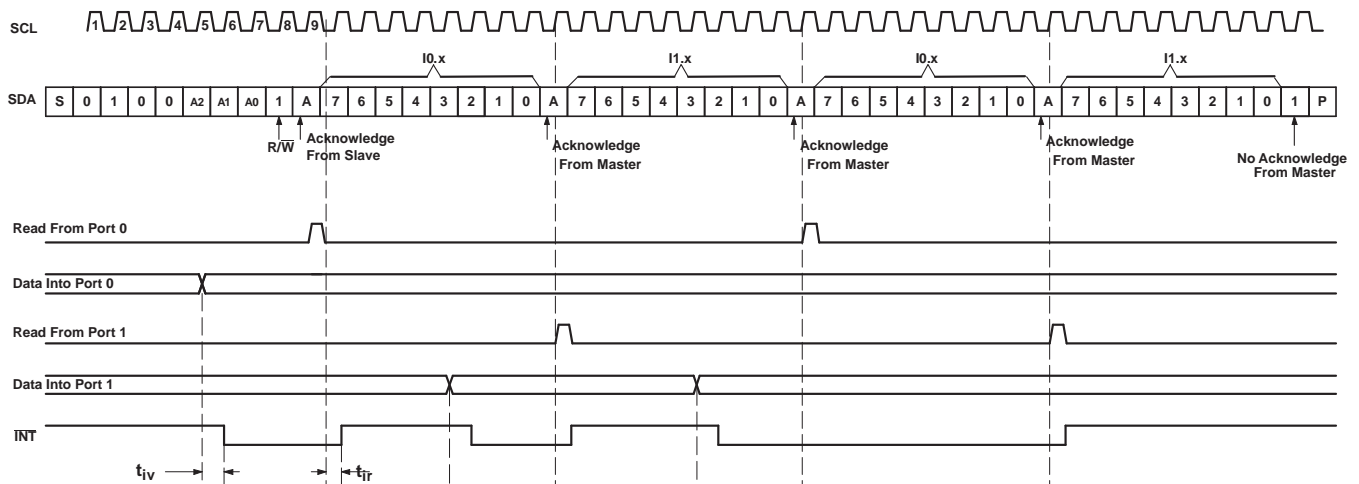 SCL 1 2 3 4 5 6 7 8 9
I0.x I1.x I0.x I1.x
SDA S 0 1 0 0 A2 A1 A0 1 A 7 6 5 4 3 2 1 0 A 7 6 5 4 3 2 1 0 A 7 6 5 4 3 2 1 0 A 7 6 5 4 3 2 1 0 1 P
R/W̅ Acknowledge Acknowledge Acknowledge Acknowledge No Acknowledge
From Slave From Master From Master From Master From Master
Read From Port 0
Data Into Port 0
Read From Port 1
Data Into Port 1
I̅N̅T̅
tiv tir